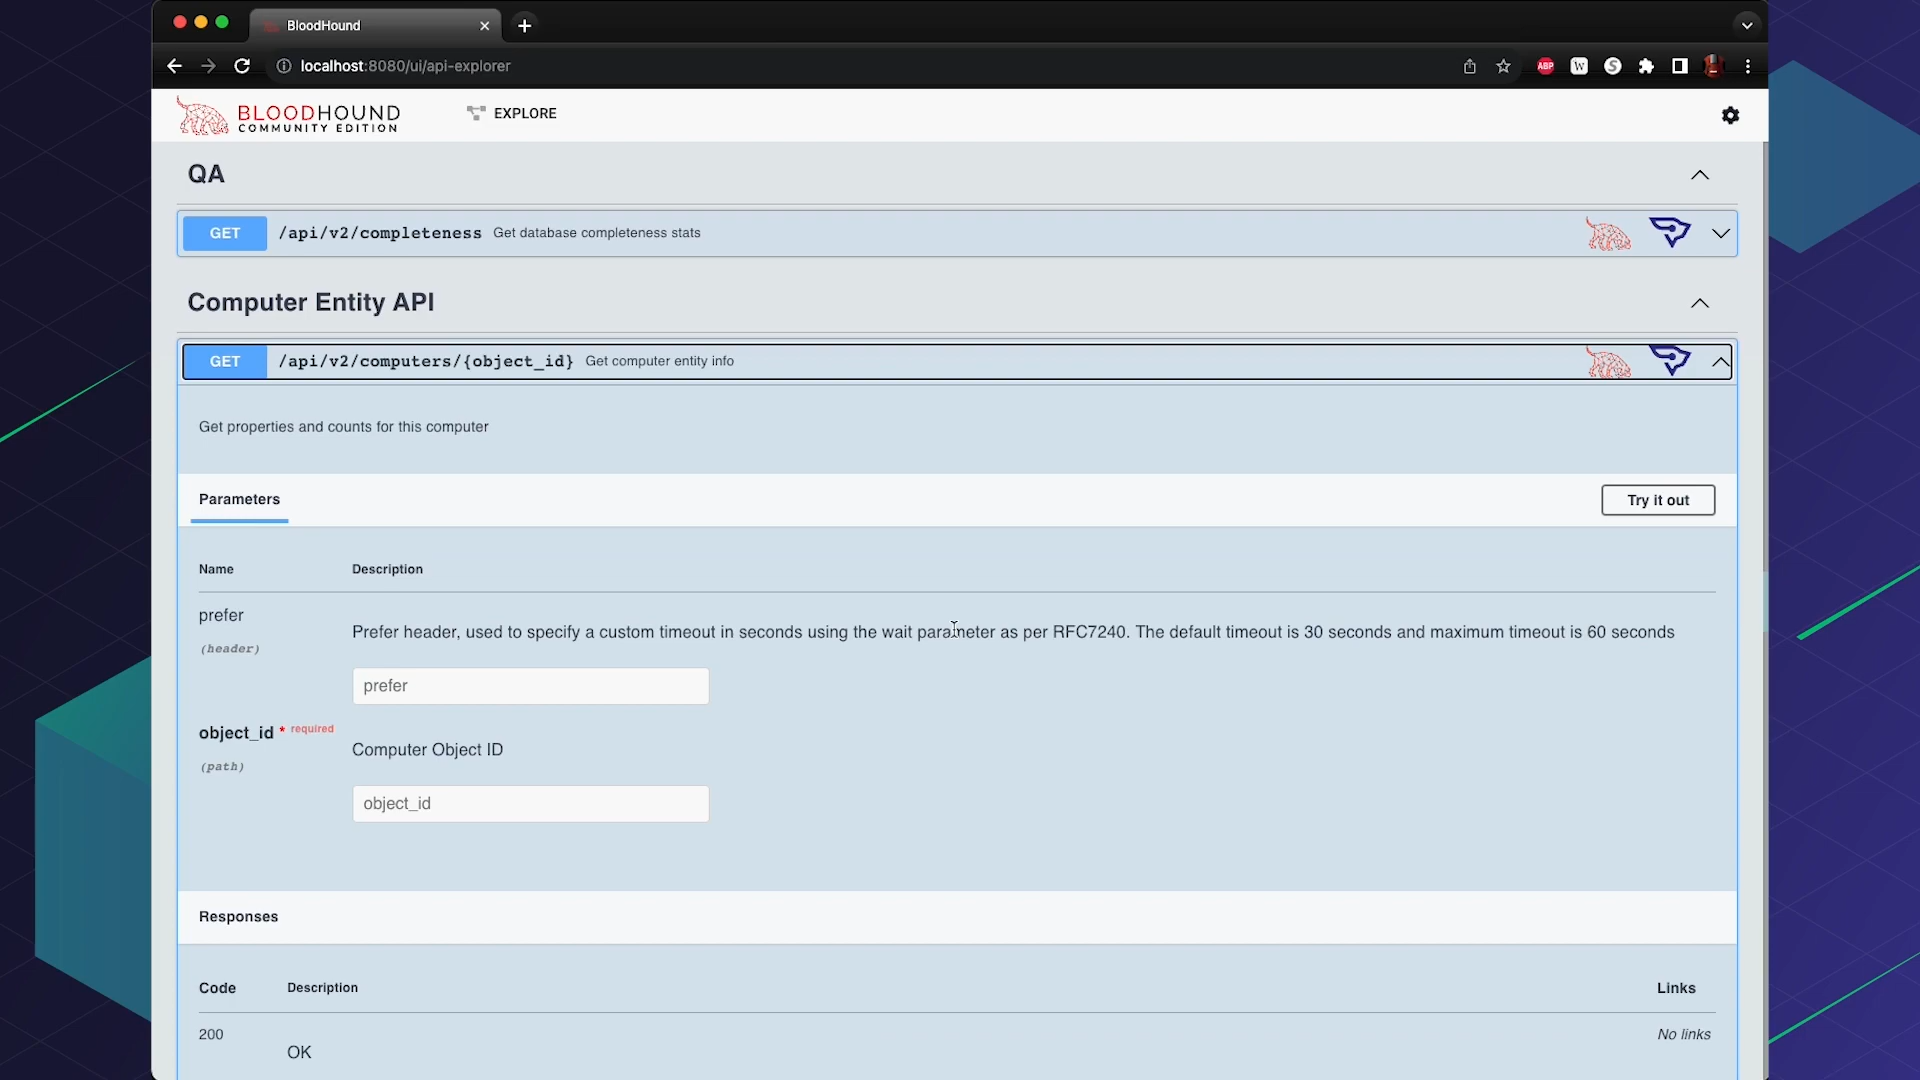 BloodHound
localhost:8080/ui/api-explorer
ABP
W
S
BLOODHOUND
COMMUNITY EDITION
EXPLORE
QA
GET /api/v2/completeness Get database completeness stats
Computer Entity API
GET /api/v2/computers/{object_id} Get computer entity info
Get properties and counts for this computer
Parameters
Try it out
Name Description
prefer
(header)
Prefer header, used to specify a custom timeout in seconds using the wait parameter as per RFC7240. The default timeout is 30 seconds and maximum timeout is 60 seconds
prefer
object_id * required
(path)
Computer Object ID
object_id
Responses
Code Description Links
200 No links
OK